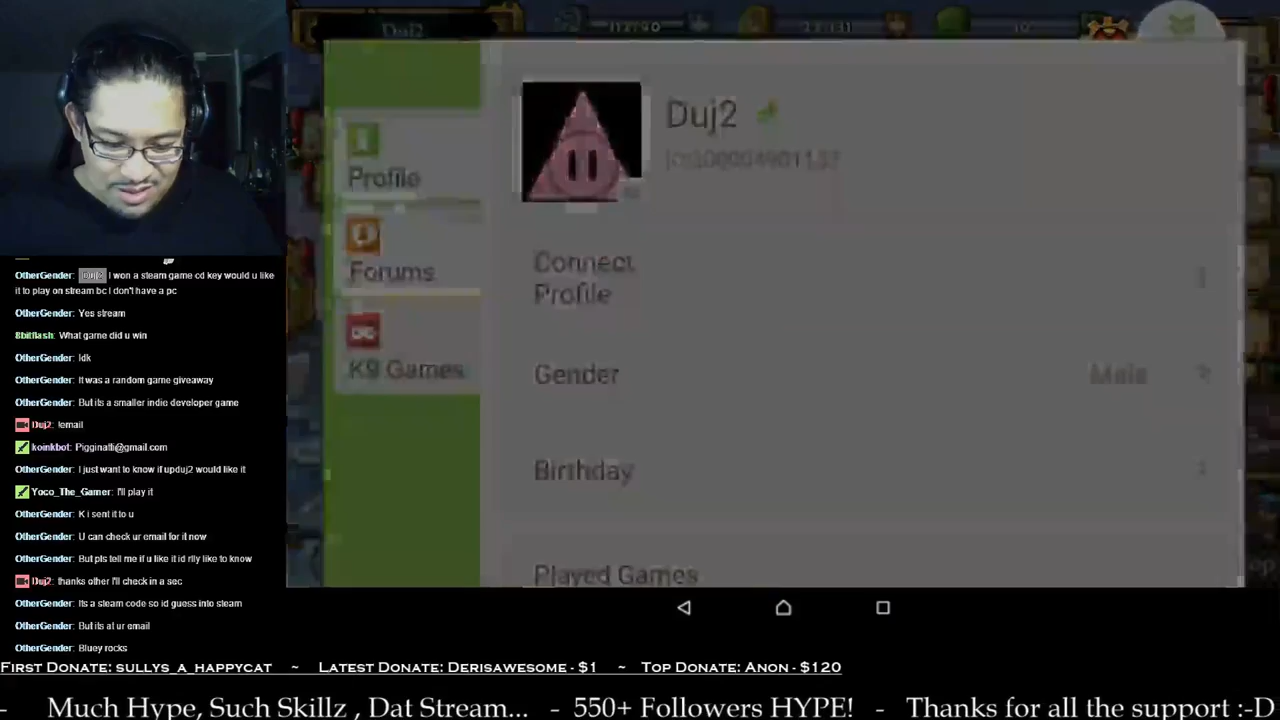 Duj2
Duj2
Profile
Forums
K9 Games
Connect
Profile
Gender
Male
Birthday
Played Games
OtherGender: Duj2 I won a steam game cd key would u like
it to play on stream bc I don't have a pc
OtherGender: Yes stream
8bitflash: What game did u win
OtherGender: Idk
OtherGender: It was a random game giveaway
OtherGender: But its a smaller indie developer game
Duj2: !email
koinkbot: Pigginatti@gmail.com
OtherGender: I just want to know if upduj2 would like it
Yoco_The_Gamer: I'll play it
OtherGender: K i sent it to u
OtherGender: U can check ur email for it now
OtherGender: But pls tell me if u like it id rlly like to know
Duj2: thanks other I'll check in a sec
OtherGender: Its a steam code so id guess into steam
OtherGender: But its at ur email
OtherGender: Bluey rocks
First Donate: sullys_a_happycat ~ Latest Donate: Derisawesome - $1 ~ Top Donate: Anon - $120
- Much Hype, Such Skillz , Dat Stream... - 550+ Followers HYPE! - Thanks for all the support :-D